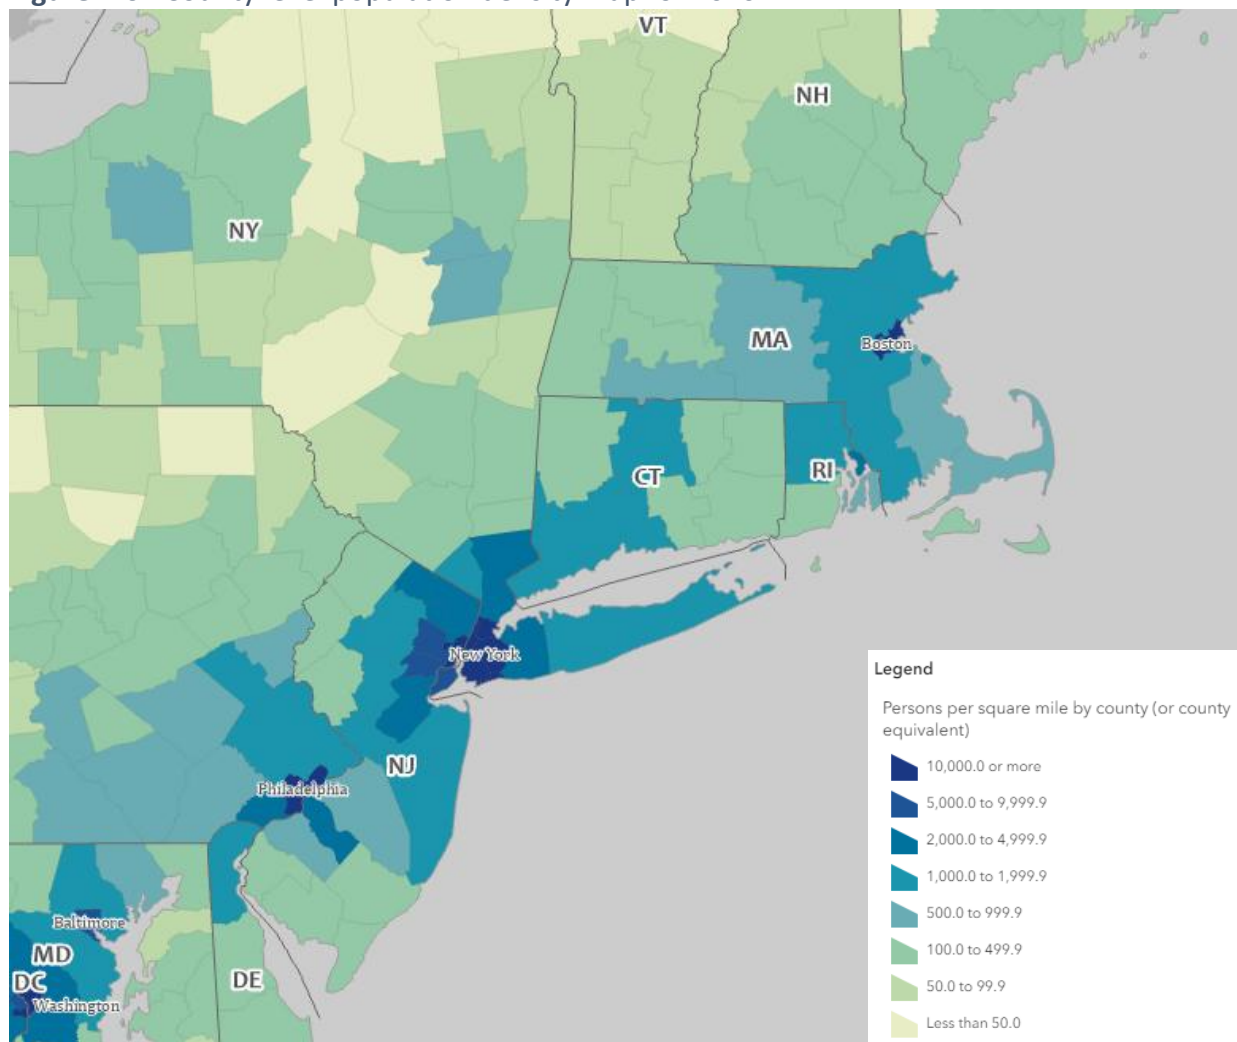 VT
NH
NY
MA
Boston
CT
RI
New York
NJ
Philadelphia
Baltimore
MD
DC
Washington
DE
Legend
Persons per square mile by county (or county
equivalent)
10,000.0 or more
5,000.0 to 9,999.9
2,000.0 to 4,999.9
1,000.0 to 1,999.9
500.0 to 999.9
100.0 to 499.9
50.0 to 99.9
Less than 50.0